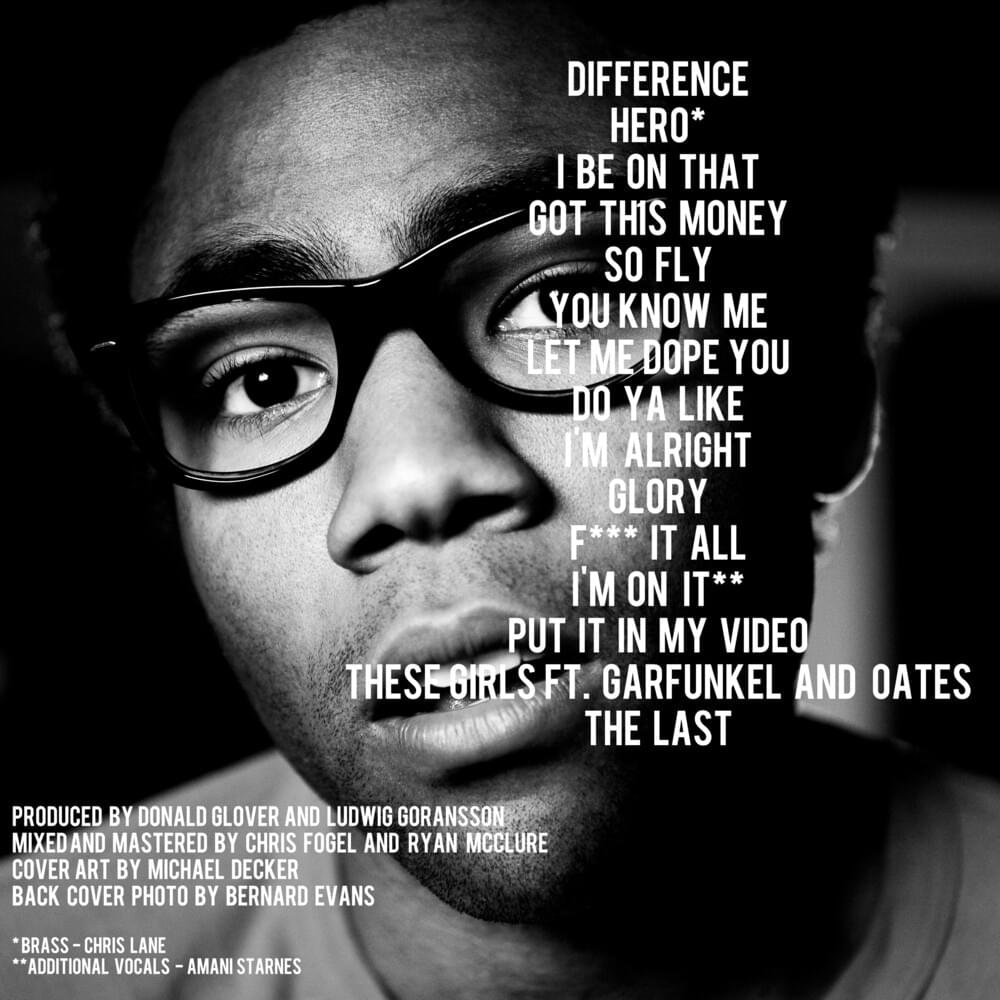 DIFFERENCE
HERO*
I BE ON THAT
GOT THIS MONEY
SO FLY
YOU KNOW ME
LET ME DOPE YOU
DO YA LIKE
I'M ALRIGHT
GLORY
F*** IT ALL
I'M ON IT**
PUT IT IN MY VIDEO
THESE GIRLS FT. GARFUNKEL AND OATES
THE LAST
PRODUCED BY DONALD GLOVER AND LUDWIG GORANSSON
MIXED AND MASTERED BY CHRIS FOGEL AND RYAN MCCLURE
COVER ART BY MICHAEL DECKER
BACK COVER PHOTO BY BERNARD EVANS
*BRASS - CHRIS LANE
**ADDITIONAL VOCALS - AMANI STARNES